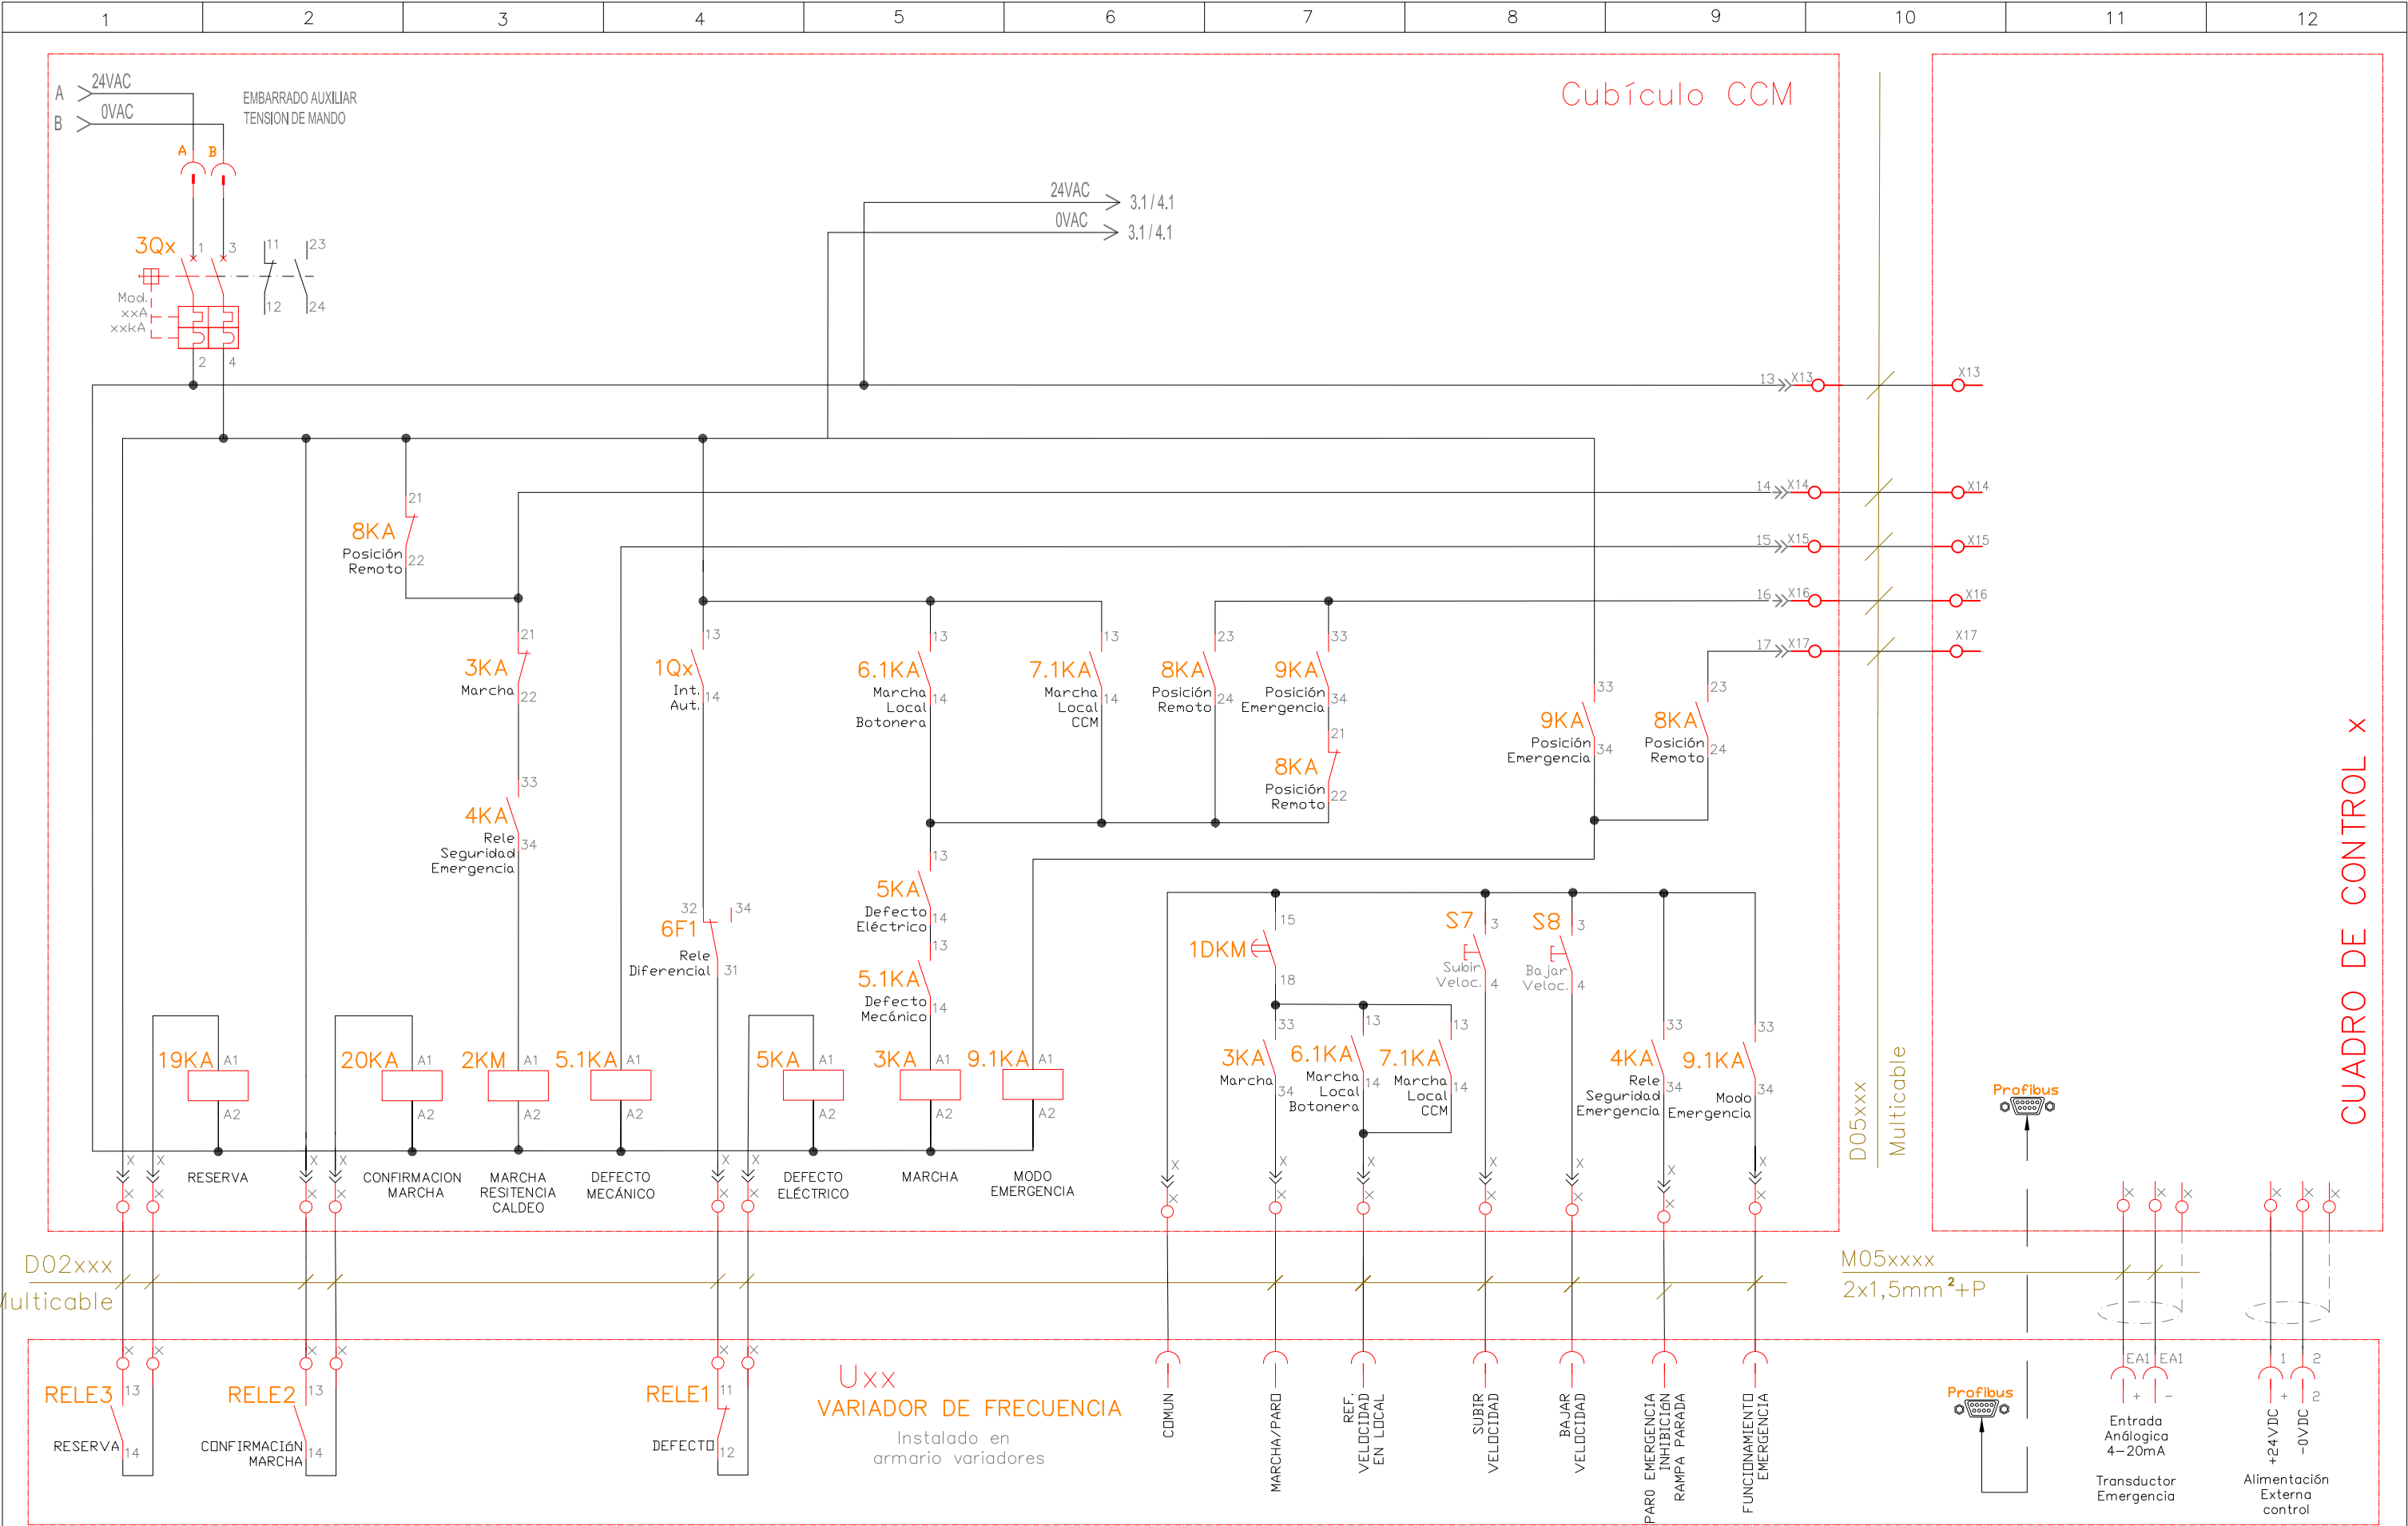 1 2 3 4 5 6 7 8 9 10 11 12
Cubículo CCM
A 24VAC
B 0VAC
EMBARRADO AUXILIAR
TENSION DE MANDO
A B
24VAC 3.1 / 4.1
0VAC 3.1 / 4.1
3Qx 1 3 11 23
Mod.
xxA
xxkA
12 24
2 4
13 X13 X13
14 X14 X14
15 X15 X15
16 X16 X16
17 X17 X17
21
8KA
Posición
Remoto
22
21
3KA
Marcha
22
33
4KA
Rele
Seguridad
Emergencia
34
13
1Qx
Int.
Aut.
14
32 34
6F1
Rele
Diferencial
31
13
6.1KA
Marcha
Local
Botonera
14
13
7.1KA
Marcha
Local
CCM
14
23
8KA
Posición
Remoto
24
33
9KA
Posición
Emergencia
34
21
8KA
Posición
Remoto
22
33
9KA
Posición
Emergencia
34
23
8KA
Posición
Remoto
24
13
5KA
Defecto
Eléctrico
14
13
5.1KA
Defecto
Mecánico
14
15
1DKM
18
S7 3
Subir
Veloc. 4
S8 3
Bajar
Veloc. 4
33
3KA
Marcha
34
13
6.1KA
Marcha
Local
Botonera
14
13
7.1KA
Marcha
Local
CCM
14
33
4KA
Rele
Seguridad
Emergencia
34
33
9.1KA
Modo
Emergencia
34
19KA A1
A2
RESERVA
20KA A1
A2
CONFIRMACION
MARCHA
2KM A1
A2
MARCHA
RESITENCIA
CALDEO
5.1KA A1
A2
DEFECTO
MECÁNICO
5KA A1
A2
DEFECTO
ELÉCTRICO
3KA A1
A2
MARCHA
9.1KA A1
A2
MODO
EMERGENCIA
X X X X X X X X X X X X
X X X X X X X X X X X X X
D05xxx
Multicable
CUADRO DE CONTROL x
Profibus
X X X X X X
D02xxx
Multicable
M05xxxx
2x1,5mm²+P
X X X X X X
RELE3 13
RESERVA
14
RELE2 13
CONFIRMACIÓN
MARCHA
14
RELE1 11
DEFECTO
12
Uxx
VARIADOR DE FRECUENCIA
Instalado en
armario variadores
COMUN
MARCHA/PARO
REF.
VELOCIDAD
EN LOCAL
SUBIR
VELOCIDAD
BAJAR
VELOCIDAD
PARO EMERGENCIA
INHIBICIÓN
RAMPA PARADA
FUNCIONAMIENTO
EMERGENCIA
Profibus
EA1 EA1
+ -
Entrada
Análogica
4-20mA
Transductor
Emergencia
1 2
+ 2
+24VDC
-0VDC
Alimentación
Externa
control